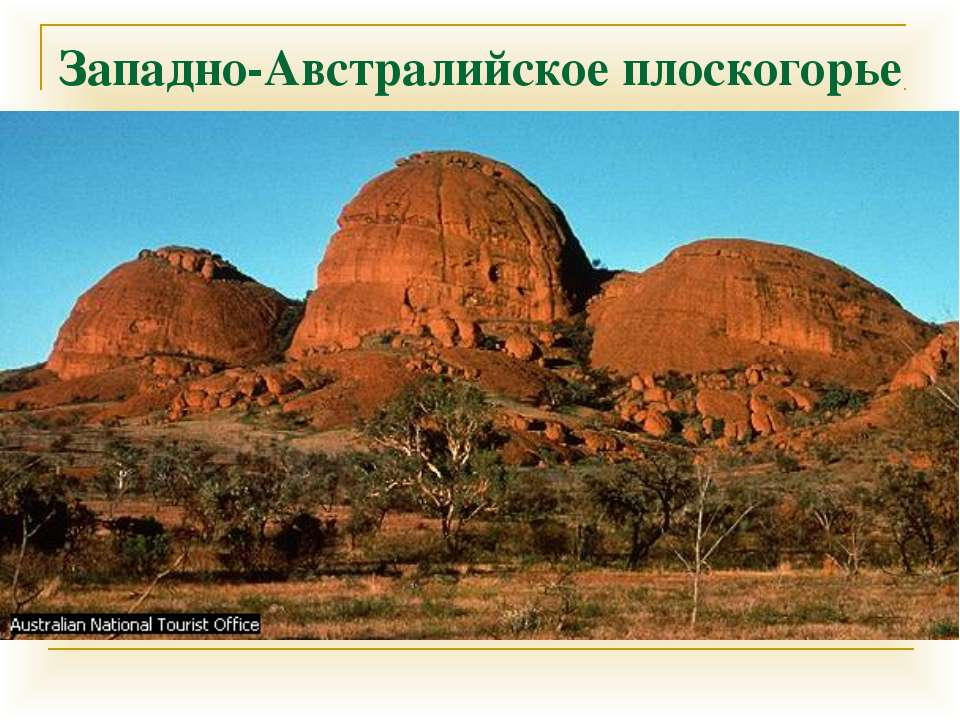 Западно-Австралийское плоскогорье
Australian National Tourist Office